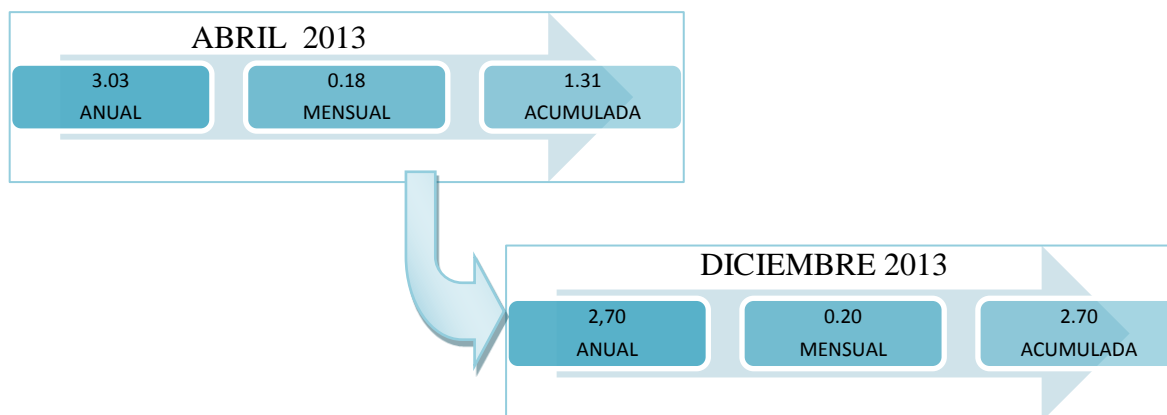 ABRIL 2013
3.03
ANUAL
0.18
MENSUAL
1.31
ACUMULADA
DICIEMBRE 2013
2,70
ANUAL
0.20
MENSUAL
2.70
ACUMULADA